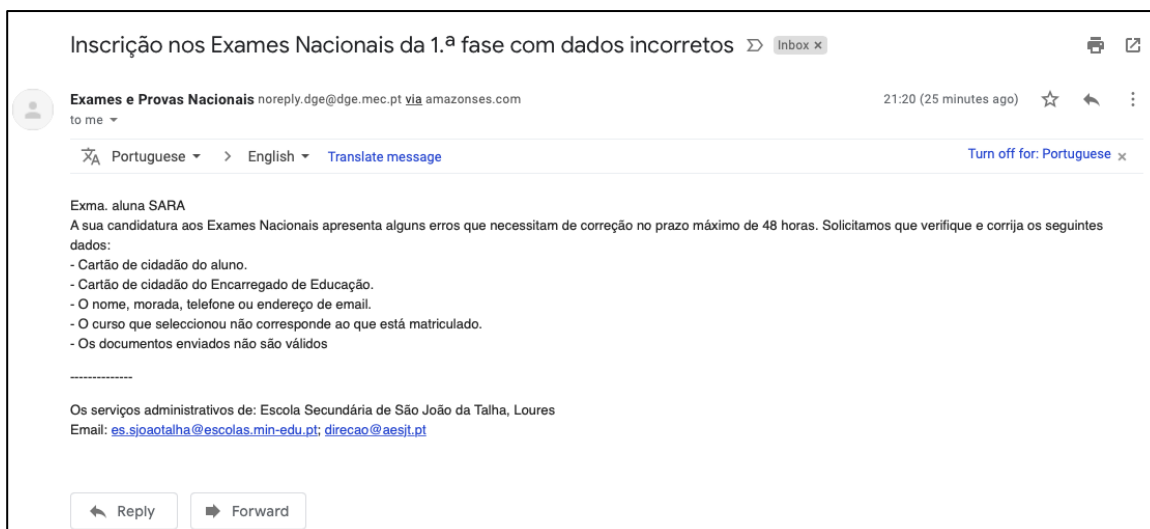 Inscrição nos Exames Nacionais da 1.ª fase com dados incorretos Inbox ×
Exames e Provas Nacionais noreply.dge@dge.mec.pt via amazonses.com 21:20 (25 minutes ago)
to me
Portuguese > English Translate message Turn off for: Portuguese ×
Exma. aluna SARA
A sua candidatura aos Exames Nacionais apresenta alguns erros que necessitam de correção no prazo máximo de 48 horas. Solicitamos que verifique e corrija os seguintes
dados:
- Cartão de cidadão do aluno.
- Cartão de cidadão do Encarregado de Educação.
- O nome, morada, telefone ou endereço de email.
- O curso que seleccionou não corresponde ao que está matriculado.
- Os documentos enviados não são válidos
--------------
Os serviços administrativos de: Escola Secundária de São João da Talha, Loures
Email: es.sjoaotalha@escolas.min-edu.pt; direcao@aesjt.pt
Reply Forward